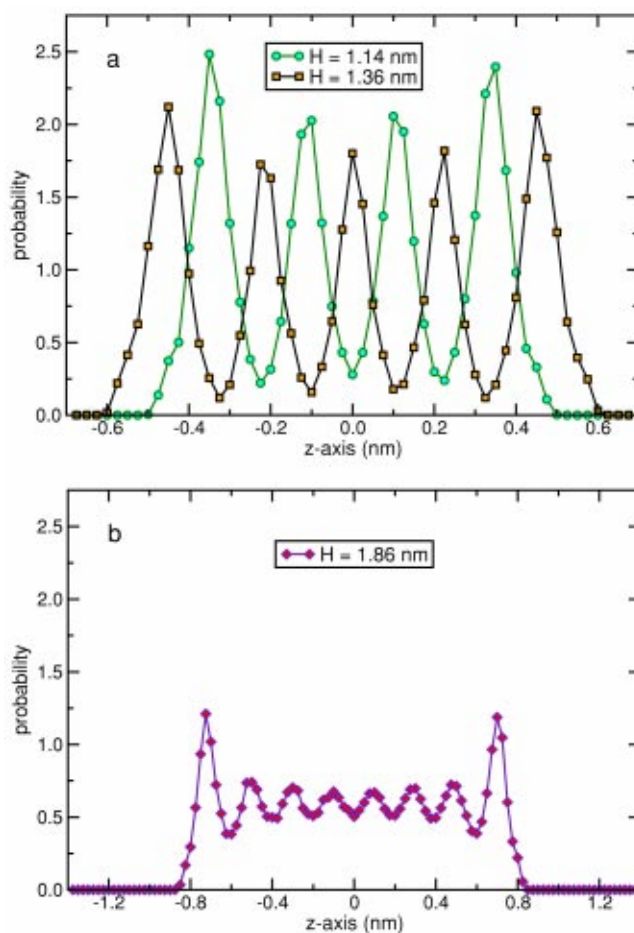 a
H = 1.14 nm
H = 1.36 nm
2.5
2.0
1.5
1.0
0.5
0.0
probability
-0.6 -0.4 -0.2 0.0 0.2 0.4 0.6
z-axis (nm)
b
H = 1.86 nm
2.5
2.0
1.5
1.0
0.5
0.0
probability
-1.2 -0.8 -0.4 0 0.4 0.8 1.2
z-axis (nm)